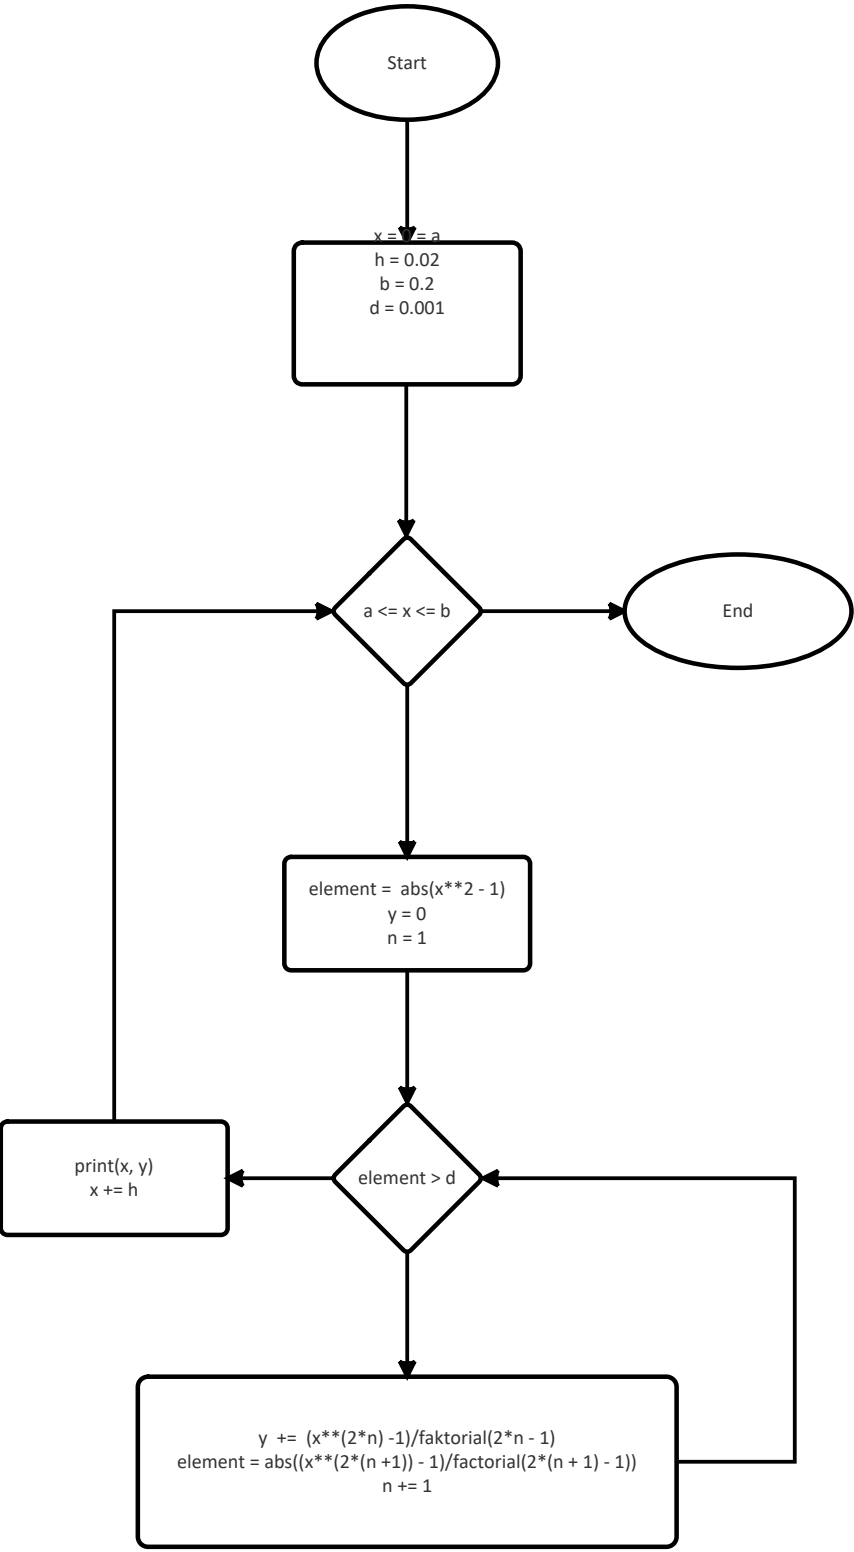 Start
x = 0 = a
h = 0.02
b = 0.2
d = 0.001
a <= x <= b
End
element =  abs(x**2 - 1)
y = 0
n = 1
print(x, y)
x += h
element > d
y  +=  (x**(2*n) -1)/faktorial(2*n - 1)
element = abs((x**(2*(n +1)) - 1)/factorial(2*(n + 1) - 1))
n += 1